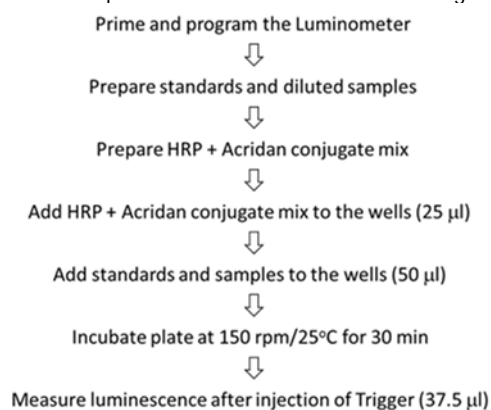 Prime and program the Luminometer
Prepare standards and diluted samples
Prepare HRP + Acridan conjugate mix
Add HRP + Acridan conjugate mix to the wells (25 µl)
Add standards and samples to the wells (50 µl)
Incubate plate at 150 rpm/25°C for 30 min
Measure luminescence after injection of Trigger (37.5 µl)